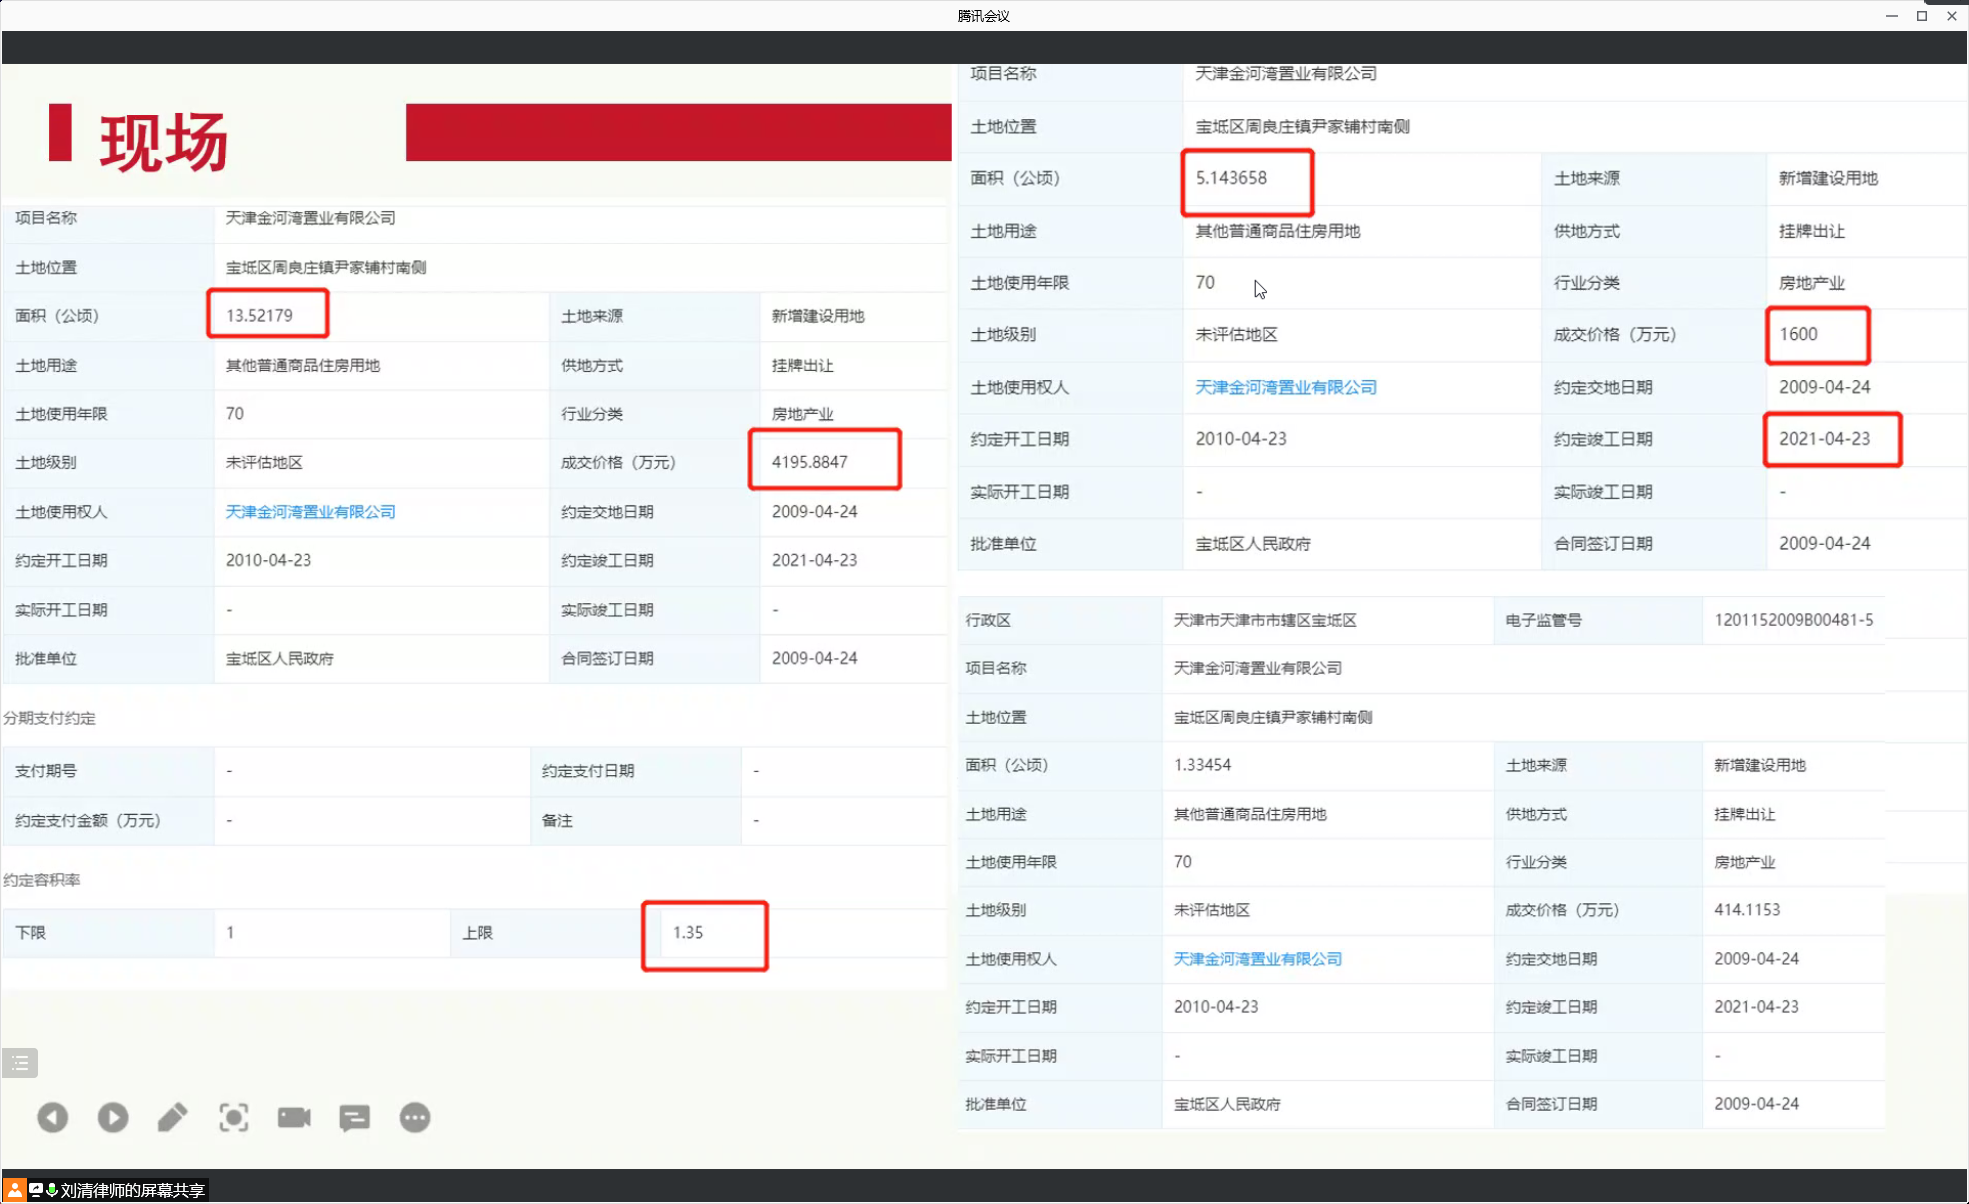 腾讯会议
现场
项目名称 天津金河湾置业有限公司
土地位置 宝坻区周良庄镇尹家铺村南侧
面积（公顷） 13.52179 土地来源 新增建设用地
土地用途 其他普通商品住房用地 供地方式 挂牌出让
土地使用年限 70 行业分类 房地产业
土地级别 未评估地区 成交价格（万元） 4195.8847
土地使用权人 天津金河湾置业有限公司 约定交地日期 2009-04-24
约定开工日期 2010-04-23 约定竣工日期 2021-04-23
实际开工日期 - 实际竣工日期 -
批准单位 宝坻区人民政府 合同签订日期 2009-04-24
分期支付约定
支付期号 - 约定支付日期 -
约定支付金额（万元） - 备注 -
约定容积率
下限 1 上限 1.35
项目名称 天津金河湾置业有限公司
土地位置 宝坻区周良庄镇尹家铺村南侧
面积（公顷） 5.143658 土地来源 新增建设用地
土地用途 其他普通商品住房用地 供地方式 挂牌出让
土地使用年限 70 行业分类 房地产业
土地级别 未评估地区 成交价格（万元） 1600
土地使用权人 天津金河湾置业有限公司 约定交地日期 2009-04-24
约定开工日期 2010-04-23 约定竣工日期 2021-04-23
实际开工日期 - 实际竣工日期 -
批准单位 宝坻区人民政府 合同签订日期 2009-04-24
行政区 天津市天津市市辖区宝坻区 电子监管号 1201152009B00481-5
项目名称 天津金河湾置业有限公司
土地位置 宝坻区周良庄镇尹家铺村南侧
面积（公顷） 1.33454 土地来源 新增建设用地
土地用途 其他普通商品住房用地 供地方式 挂牌出让
土地使用年限 70 行业分类 房地产业
土地级别 未评估地区 成交价格（万元） 414.1153
土地使用权人 天津金河湾置业有限公司 约定交地日期 2009-04-24
约定开工日期 2010-04-23 约定竣工日期 2021-04-23
实际开工日期 - 实际竣工日期 -
批准单位 宝坻区人民政府 合同签订日期 2009-04-24
刘清律师的屏幕共享